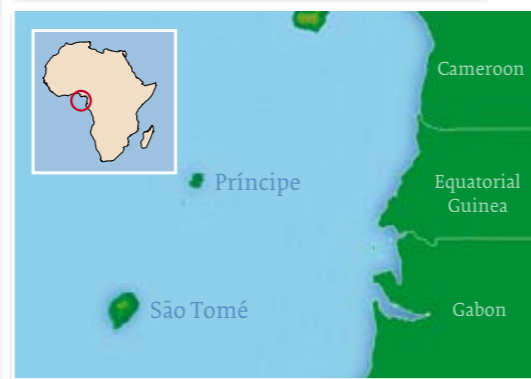 Cameroon
Príncipe
Equatorial
Guinea
São Tomé
Gabon